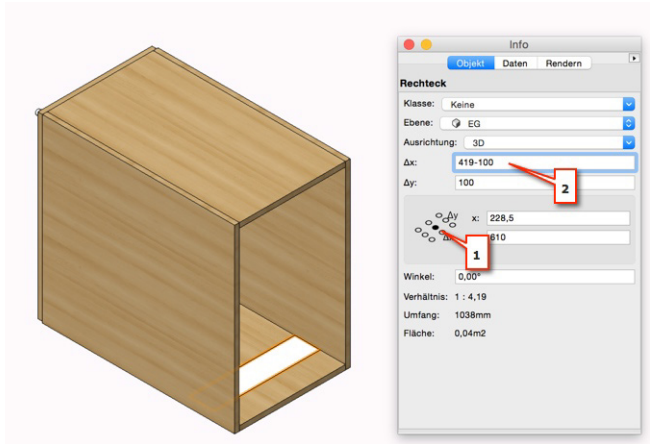 Info
Objekt Daten Rendern
Rechteck
Klasse: Keine
Ebene: EG
Ausrichtung: 3D
Δx: 419-100
2
Δy: 100
Δy x: 228,5
610
1
Winkel: 0,00°
Verhältnis: 1 : 4,19
Umfang: 1038mm
Fläche: 0,04m2